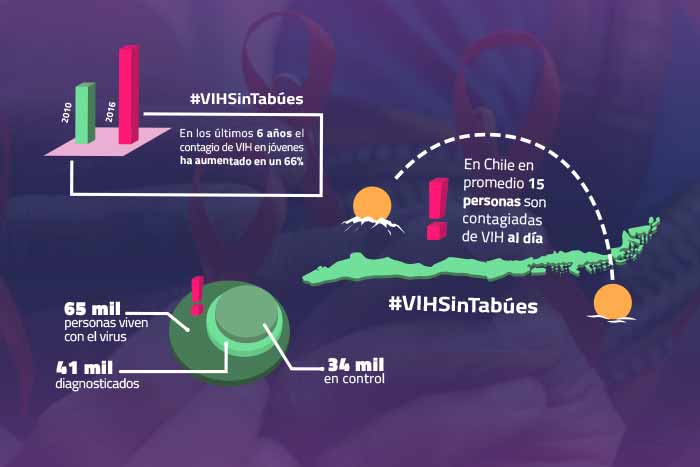 2010
2016
#VIHSinTabúes
En los últimos 6 años el
contagio de VIH en jóvenes
ha aumentado en un 66%
En Chile en
promedio 15
personas son
contagiadas
de VIH al día
#VIHSinTabúes
65 mil
personas viven
con el virus
41 mil
diagnosticados
34 mil
en control